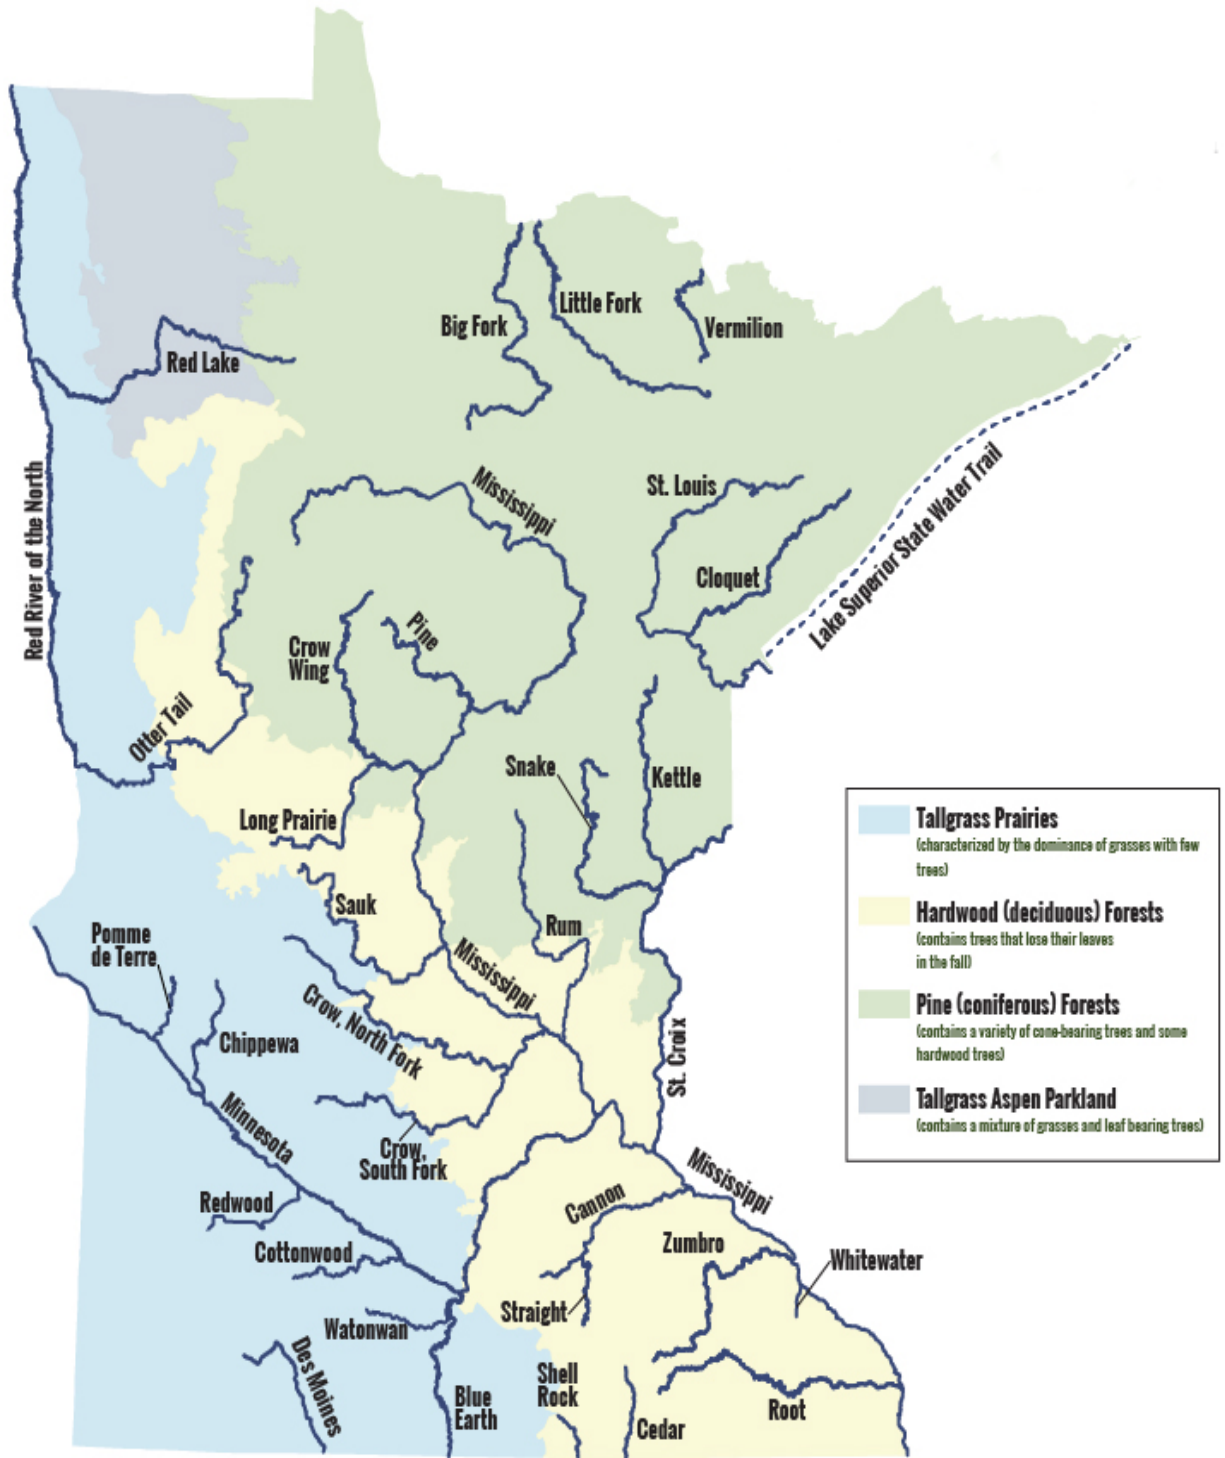 Big Fork
Little Fork
Vermilion
Red Lake
Red River of the North
Mississippi
St. Louis
Cloquet
Lake Superior State Water Trail
Pine
Crow
Wing
Otter Tail
Snake
Kettle
Long Prairie
Sauk
Rum
Pomme
de Terre
Mississippi
Crow, North Fork
Chippewa
St. Croix
Minnesota
Crow,
South Fork
Mississippi
Redwood
Cannon
Cottonwood
Zumbro
Whitewater
Straight
Watonwan
Des Moines
Shell
Rock
Blue
Earth
Cedar
Root
Tallgrass Prairies
(characterized by the dominance of grasses with few
trees)
Hardwood (deciduous) Forests
(contains trees that lose their leaves
in the fall)
Pine (coniferous) Forests
(contains a variety of cone-bearing trees and some
hardwood trees)
Tallgrass Aspen Parkland
(contains a mixture of grasses and leaf bearing trees)